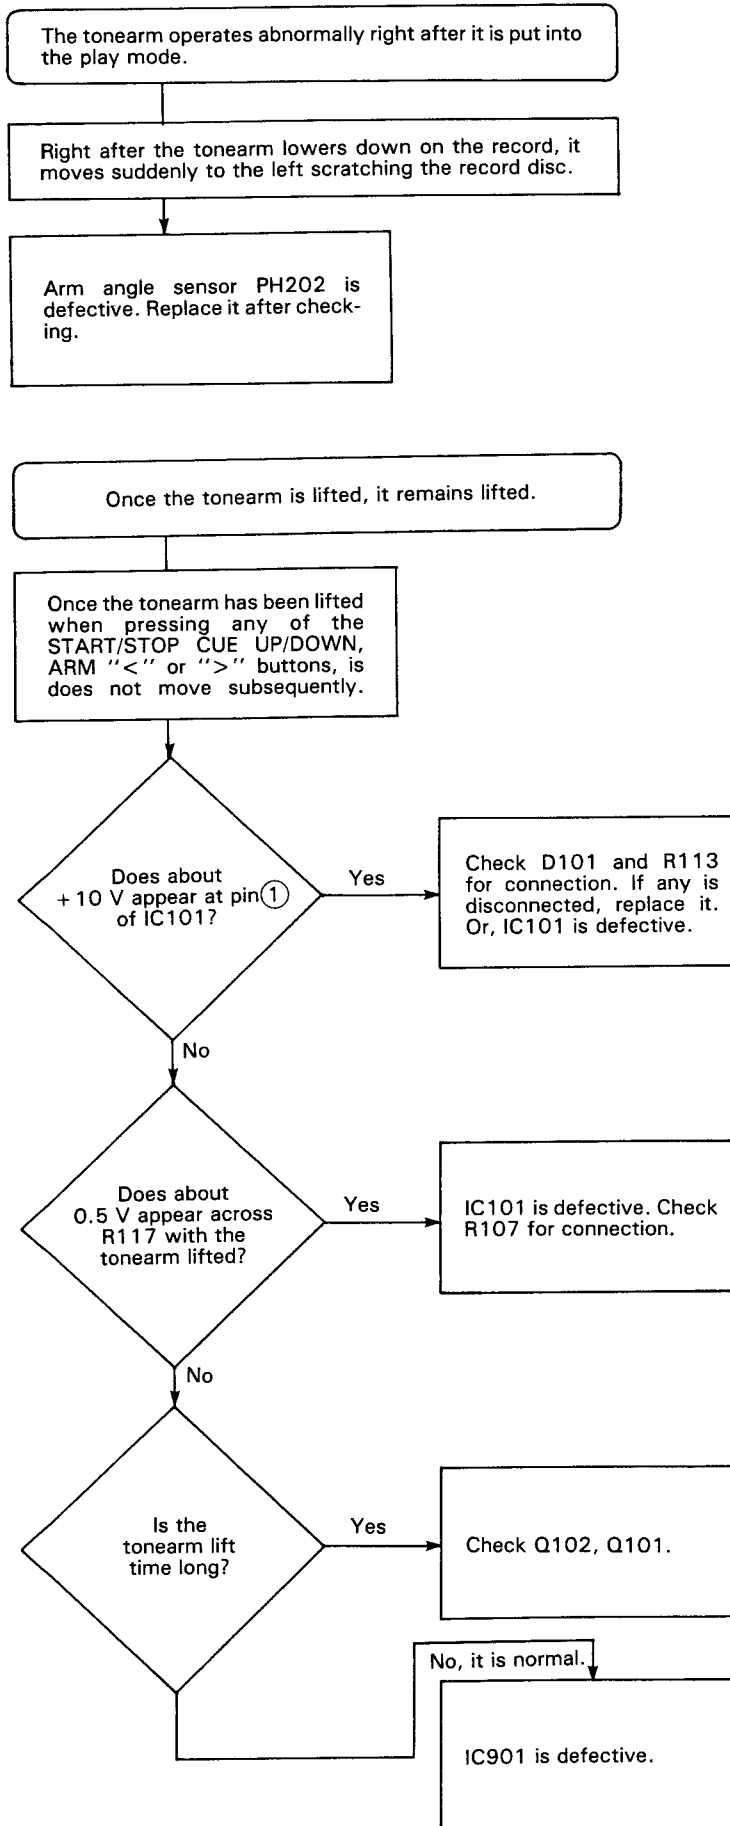 The tonearm operates abnormally right after it is put into
the play mode.
Right after the tonearm lowers down on the record, it
moves suddenly to the left scratching the record disc.
Arm angle sensor PH202 is
defective. Replace it after check-
ing.
Once the tonearm is lifted, it remains lifted.
Once the tonearm has been lifted
when pressing any of the
START/STOP CUE UP/DOWN,
ARM "<" or ">" buttons, is
does not move subsequently.
Does about
+ 10 V appear at pin①
of IC101?
Yes
Check D101 and R113
for connection. If any is
disconnected, replace it.
Or, IC101 is defective.
No
Does about
0.5 V appear across
R117 with the
tonearm lifted?
Yes
IC101 is defective. Check
R107 for connection.
No
Is the
tonearm lift
time long?
Yes
Check Q102, Q101.
No, it is normal.
IC901 is defective.